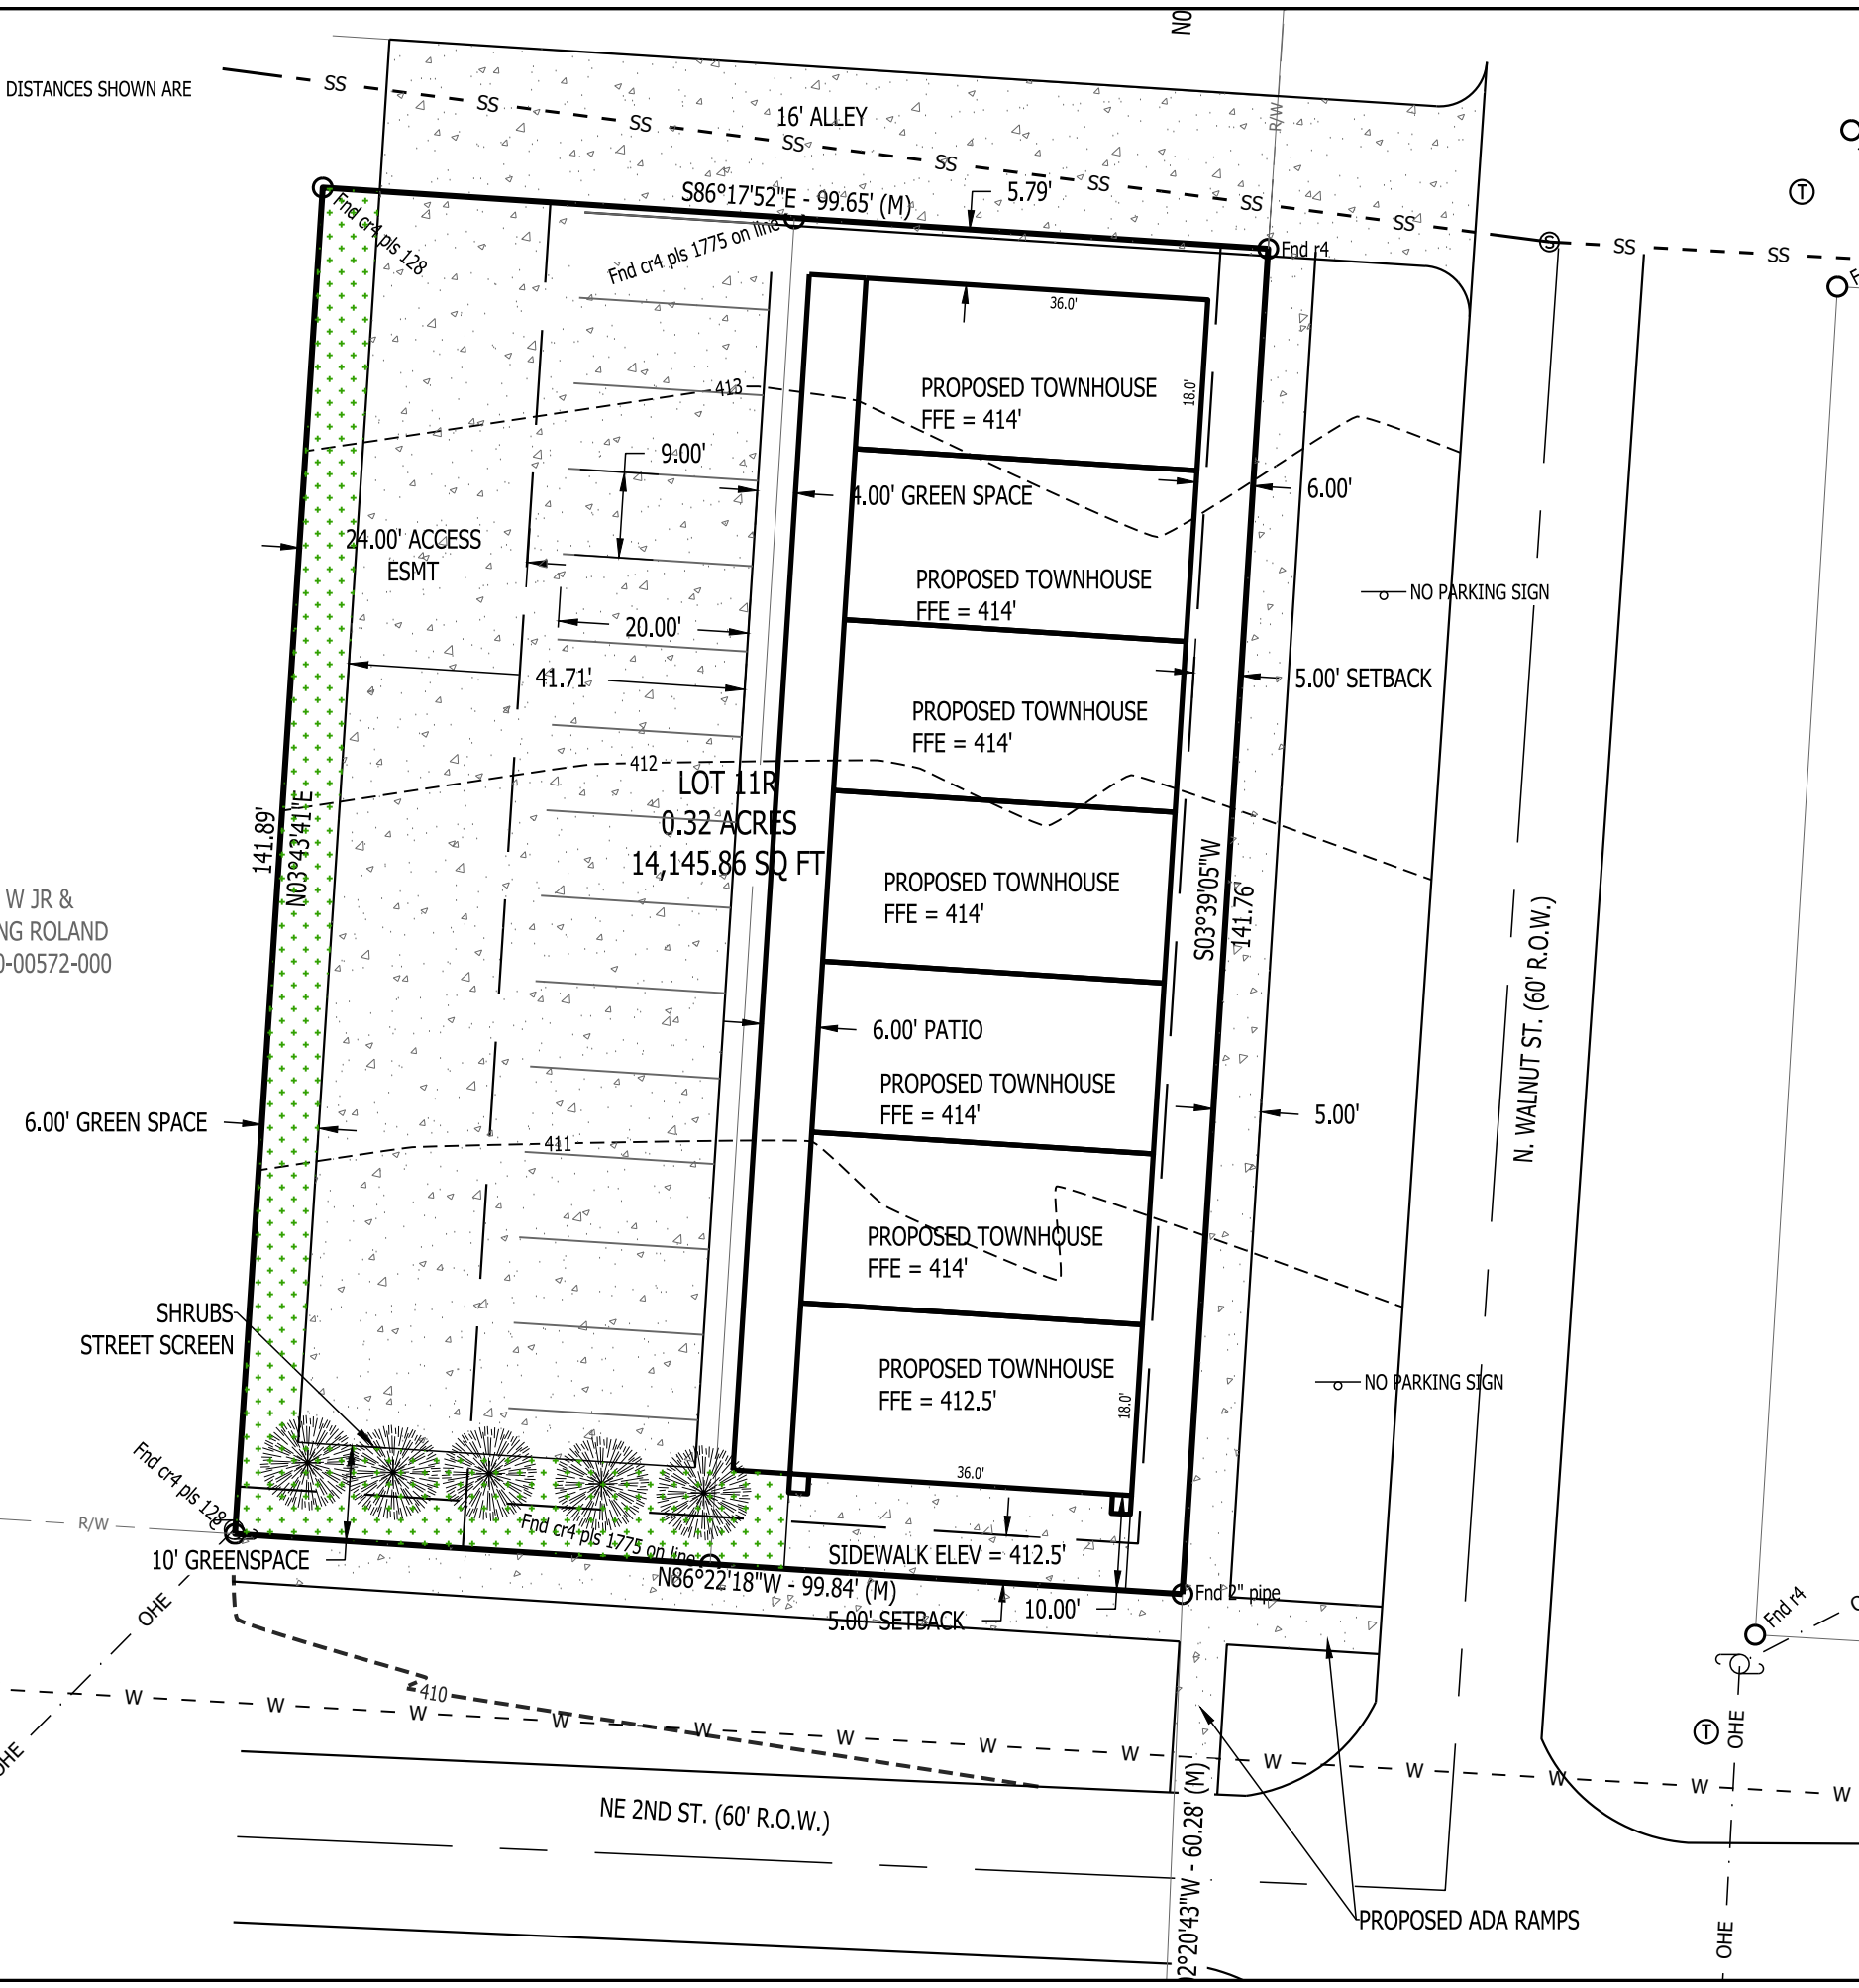 NO
DISTANCES SHOWN ARE
SS SS SS SS SS SS SS SS SS SS SS
16' ALLEY
R/W
S86°17'52"E - 99.65' (M)
5.79'
T
S
Fnd cr4 pls 128
Fnd cr4 pls 1775 on line
Fnd r4
36.0'
413
PROPOSED TOWNHOUSE
FFE = 414'
18.0'
9.00'
4.00' GREEN SPACE
6.00'
24.00' ACCESS
ESMT
PROPOSED TOWNHOUSE
FFE = 414'
NO PARKING SIGN
20.00'
41.71'
5.00' SETBACK
PROPOSED TOWNHOUSE
FFE = 414'
412
LOT 11R
0.32 ACRES
14,145.86 SQ FT
141.89'
N03°43'41"E
S03°39'05"W
141.76'
PROPOSED TOWNHOUSE
FFE = 414'
W JR &
NG ROLAND
0-00572-000
N. WALNUT ST. (60' R.O.W.)
6.00' PATIO
PROPOSED TOWNHOUSE
FFE = 414'
6.00' GREEN SPACE
5.00'
411
PROPOSED TOWNHOUSE
FFE = 414'
SHRUBS
STREET SCREEN
PROPOSED TOWNHOUSE
FFE = 412.5'
18.0'
NO PARKING SIGN
36.0'
Fnd cr4 pls 128
R/W
Fnd cr4 pls 1775 on line
10' GREENSPACE
SIDEWALK ELEV = 412.5'
N86°22'18"W - 99.84' (M)
Fnd 2" pipe
5.00' SETBACK
10.00'
Fnd r4
OHE
OHE
410
W W W W W W W W W W W W W
T
OHE
OHE
NE 2ND ST. (60' R.O.W.)
2°20'43"W - 60.28' (M)
PROPOSED ADA RAMPS